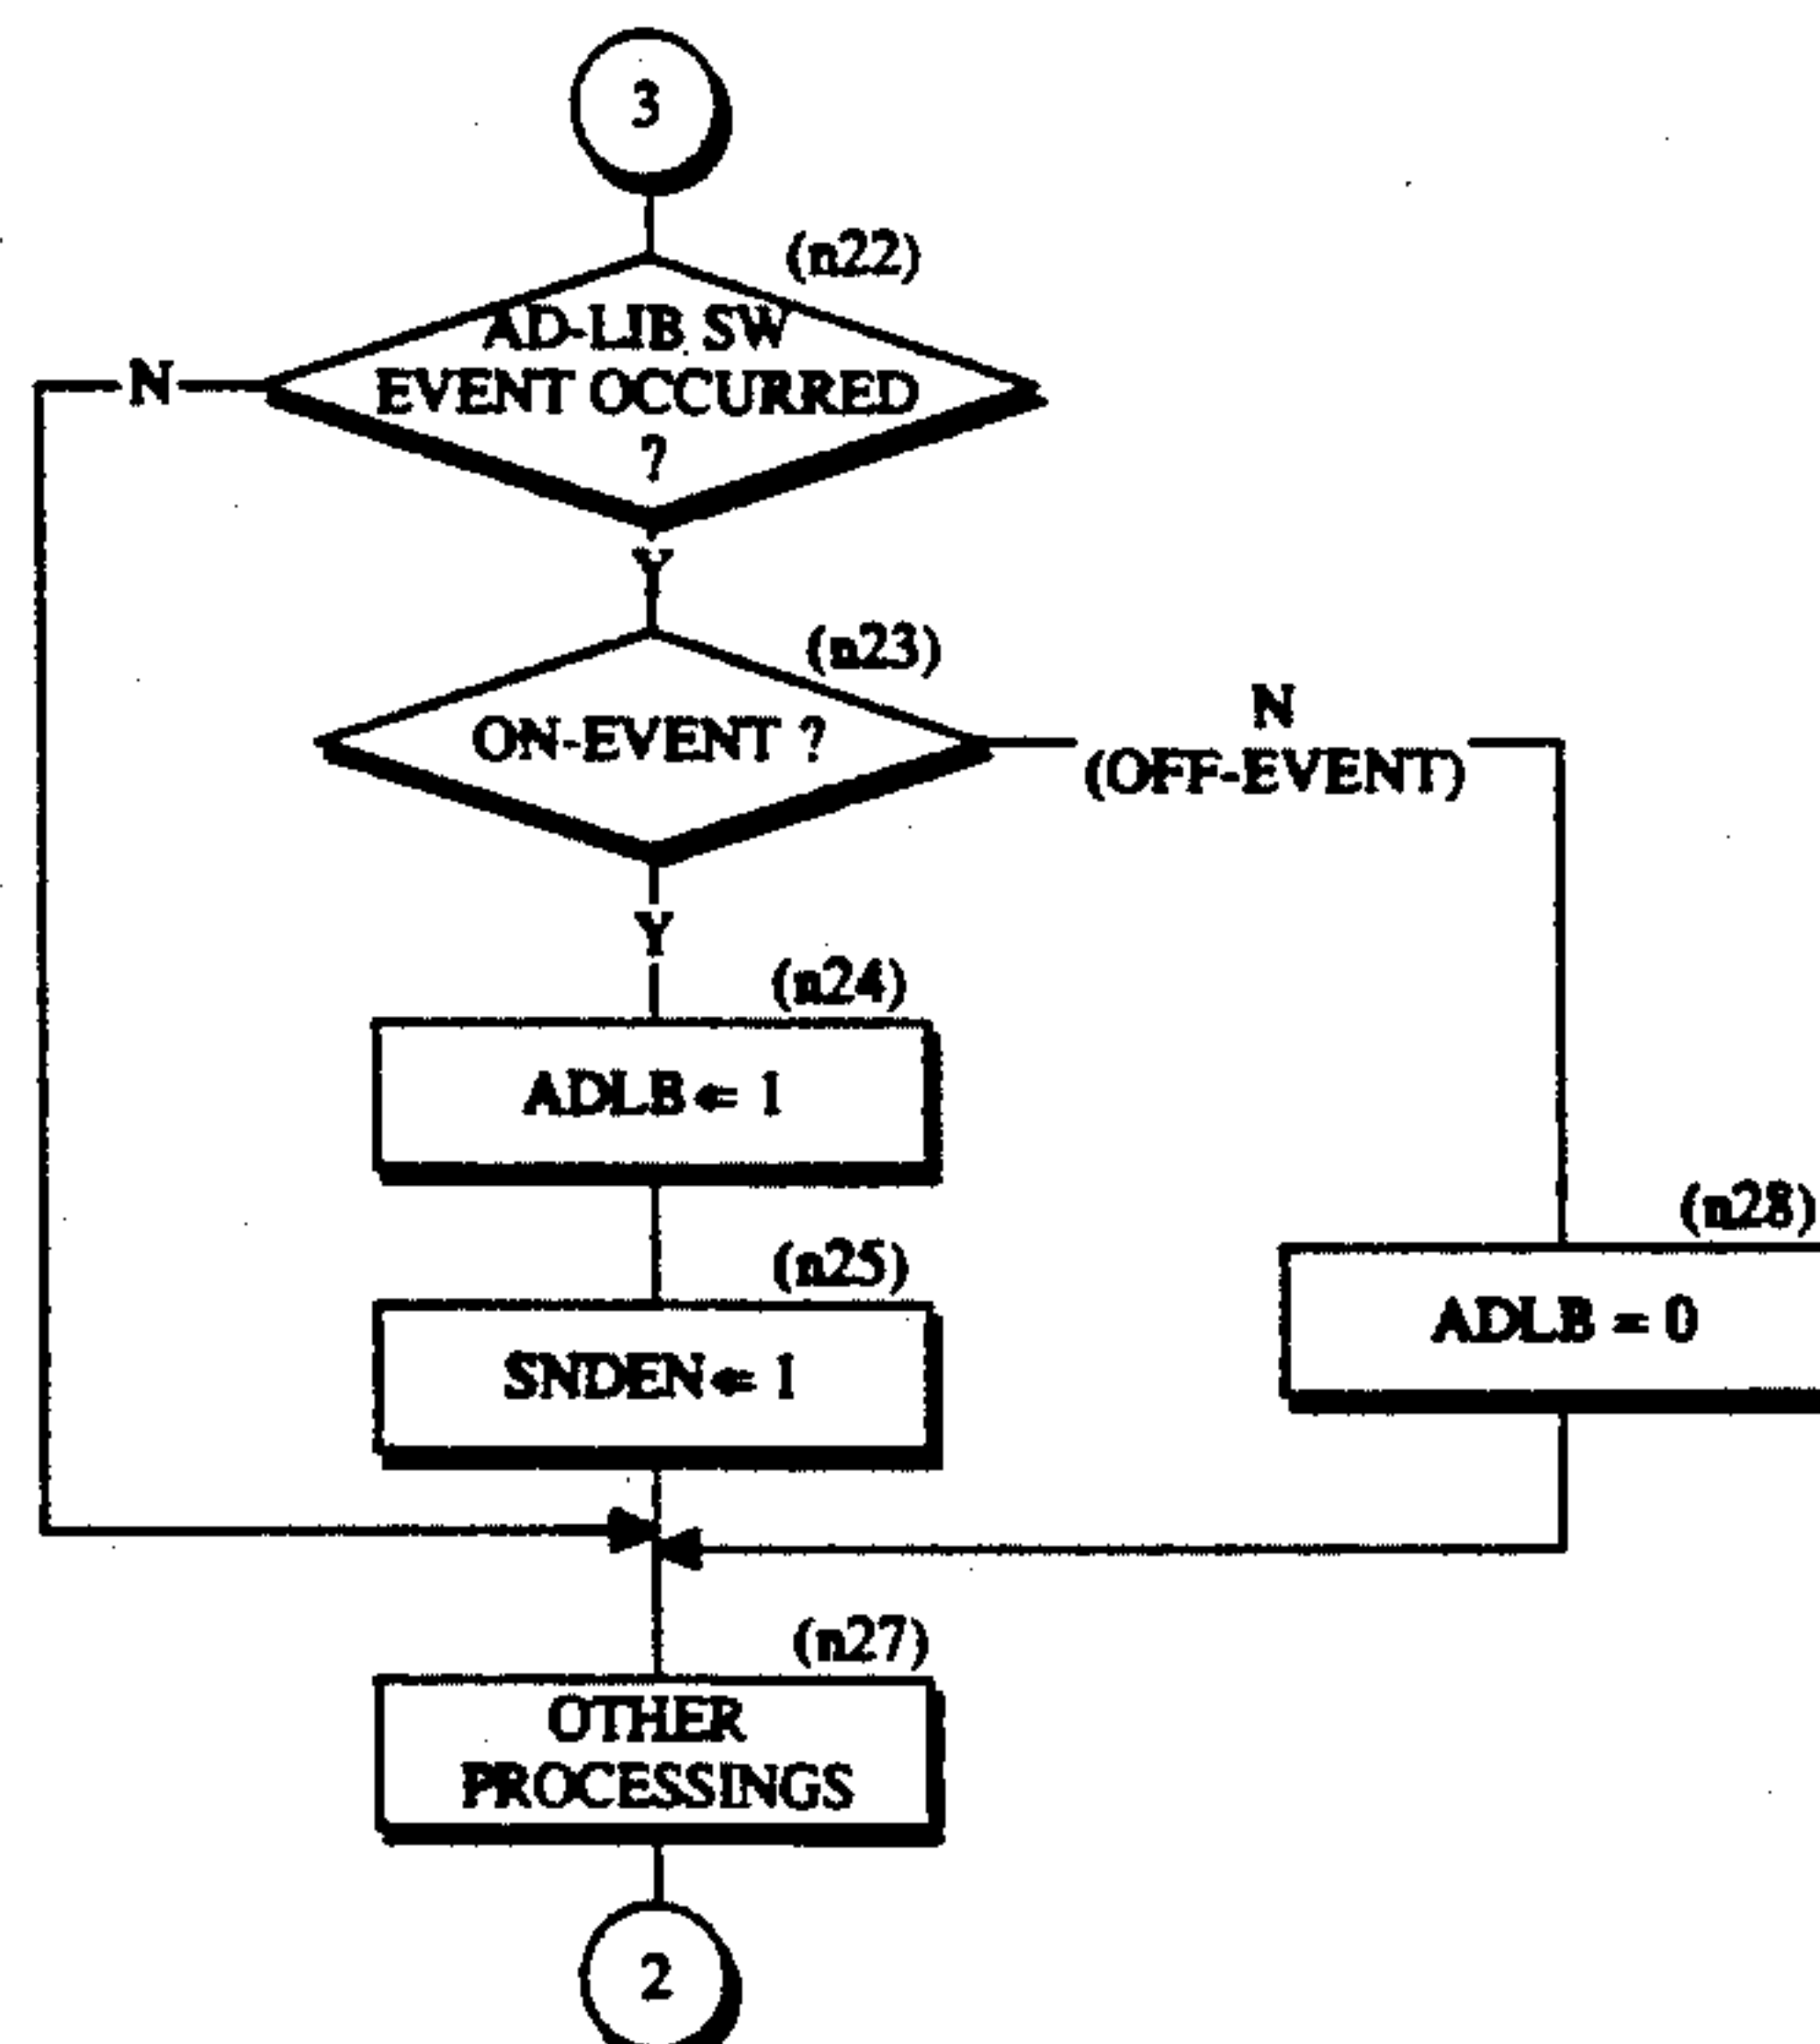 3
(n22)
AD-LIB SW
EVENT OCCURRED
?
N
Y
(n23)
ON-EVENT ?
N
(OFF-EVENT)
Y
(n24)
ADLB ⇐ 1
(n25)
SNDEN ⇐ 1
(n28)
ADLB = 0
(n27)
OTHER
PROCESSINGS
2